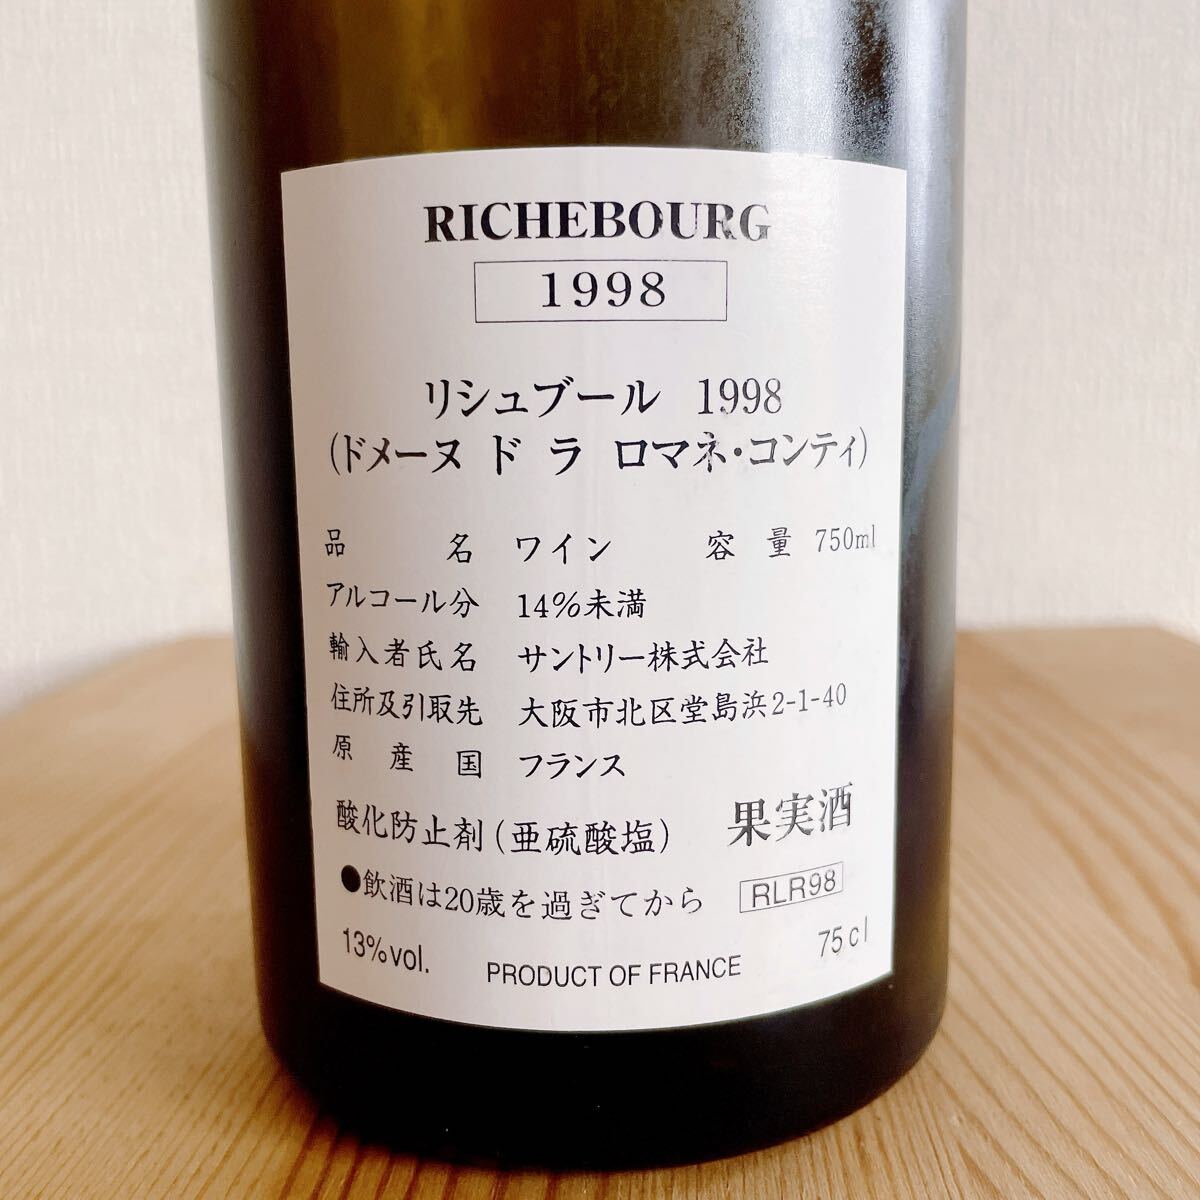 RICHEBOURG
1998
リシュブール 1998
(ドメーヌ ド ラ ロマネ・コンティ)
品名 ワイン 容量 750ml
アルコール分 14%未満
輸入者氏名 サントリー株式会社
住所及引取先 大阪市北区堂島浜2-1-40
原産国 フランス
酸化防止剤(亜硫酸塩) 果実酒
●飲酒は20歳を過ぎてから RLR98
13%vol. PRODUCT OF FRANCE 75cl